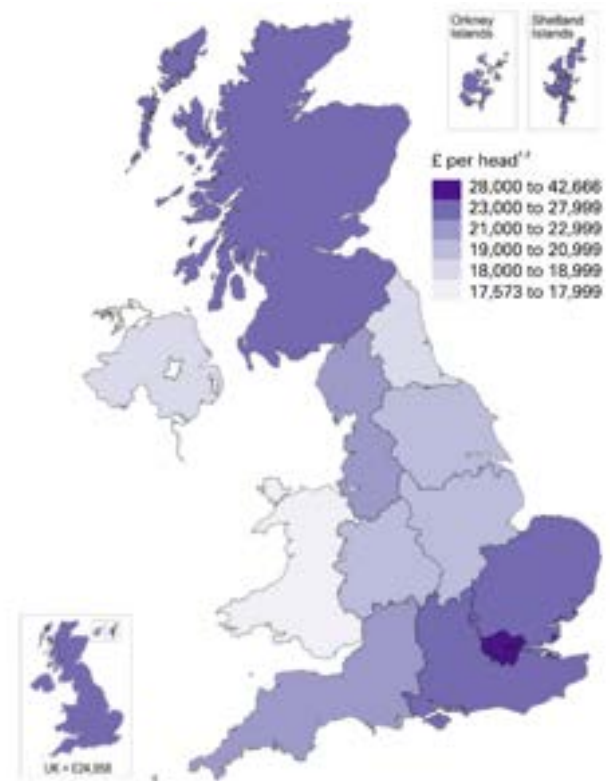 Orkney
Islands
Shetland
Islands
£ per head¹˒²
28,000 to 42,666
23,000 to 27,999
21,000 to 22,999
19,000 to 20,999
18,000 to 18,999
17,573 to 17,999
UK = £24,958